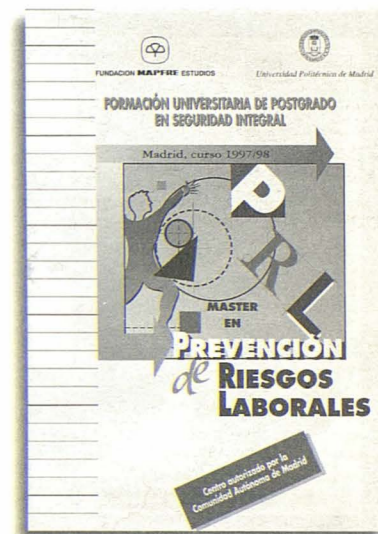 FUNDACION MAPFRE ESTUDIOS
Universidad Politécnica de Madrid
FORMACIÓN UNIVERSITARIA DE POSTGRADO
EN SEGURIDAD INTEGRAL
Madrid, curso 1997/98
P
R
L
MASTER
EN
PREVENCIÓN
de RIESGOS
LABORALES
Centro autorizado por la
Comunidad Autónoma de Madrid